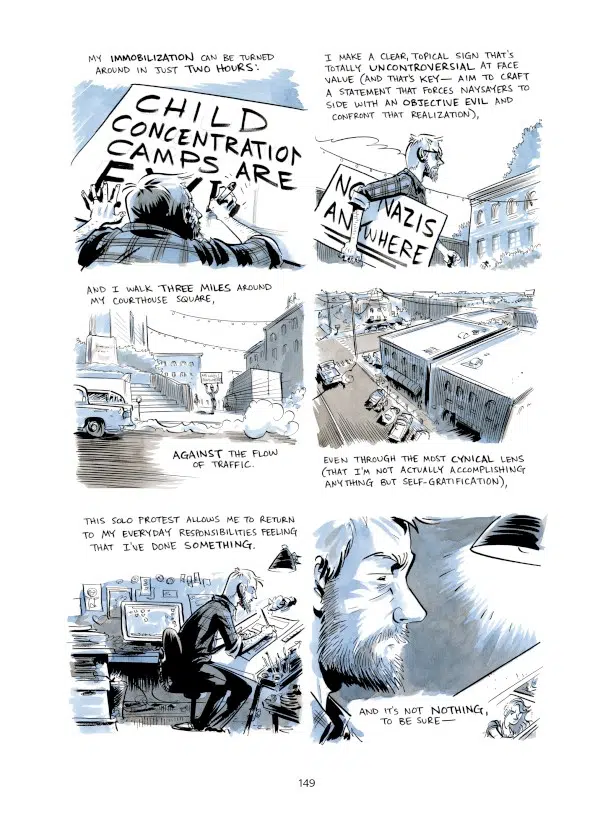 MY IMMOBILIZATION CAN BE TURNED
AROUND IN JUST TWO HOURS:
CHILD
CONCENTRATION
CAMPS ARE
I MAKE A CLEAR, TOPICAL SIGN THAT'S
TOTALLY UNCONTROVERSIAL AT FACE
VALUE (AND THAT'S KEY— AIM TO CRAFT
A STATEMENT THAT FORCES NAYSAYERS TO
SIDE WITH AN OBJECTIVE EVIL AND
CONFRONT THAT REALIZATION),
NO NAZIS
ANYWHERE
AND I WALK THREE MILES AROUND
MY COURTHOUSE SQUARE,
AGAINST THE FLOW
OF TRAFFIC.
EVEN THROUGH THE MOST CYNICAL LENS
(THAT I'M NOT ACTUALLY ACCOMPLISHING
ANYTHING BUT SELF-GRATIFICATION),
THIS SOLO PROTEST ALLOWS ME TO RETURN
TO MY EVERYDAY RESPONSIBILITIES FEELING
THAT I'VE DONE SOMETHING.
AND IT'S NOT NOTHING,
TO BE SURE—
149